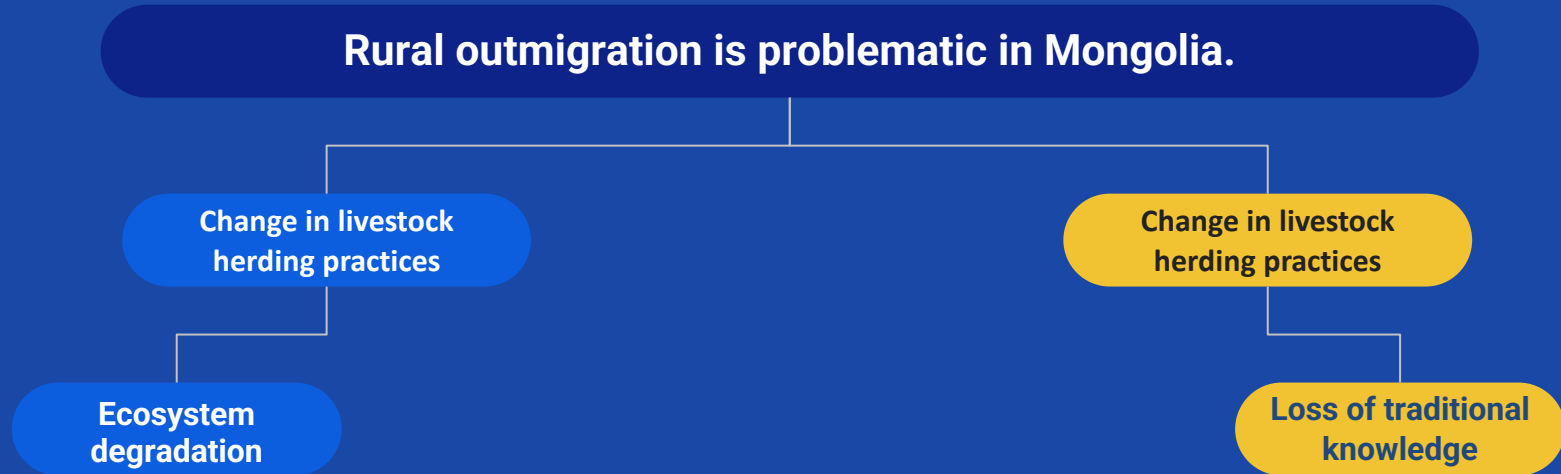 Rural outmigration is problematic in Mongolia.
Change in livestock
herding practices
Change in livestock
herding practices
Ecosystem
degradation
Loss of traditional
knowledge